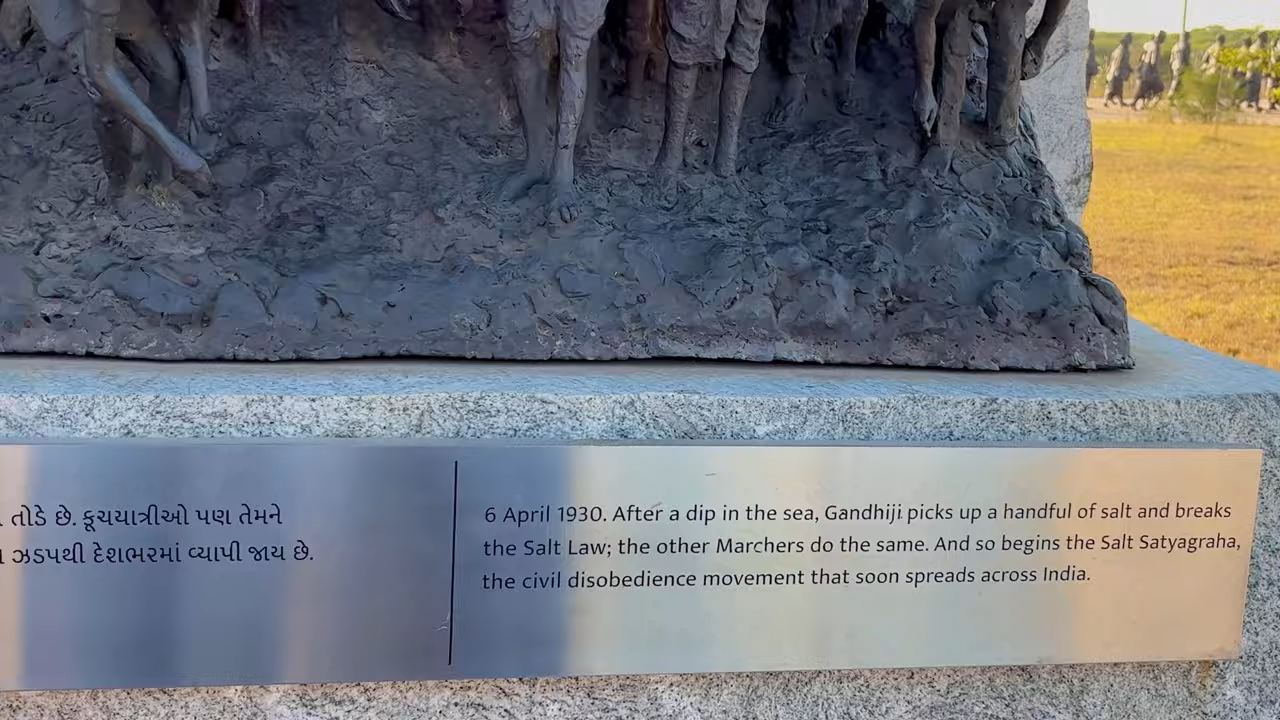 તોડે છે. કૂચયાત્રીઓ પણ તેમને
ઝડપથી દેશભરમાં વ્યાપી જાય છે.
6 April 1930. After a dip in the sea, Gandhiji picks up a handful of salt and breaks
the Salt Law; the other Marchers do the same. And so begins the Salt Satyagraha,
the civil disobedience movement that soon spreads across India.